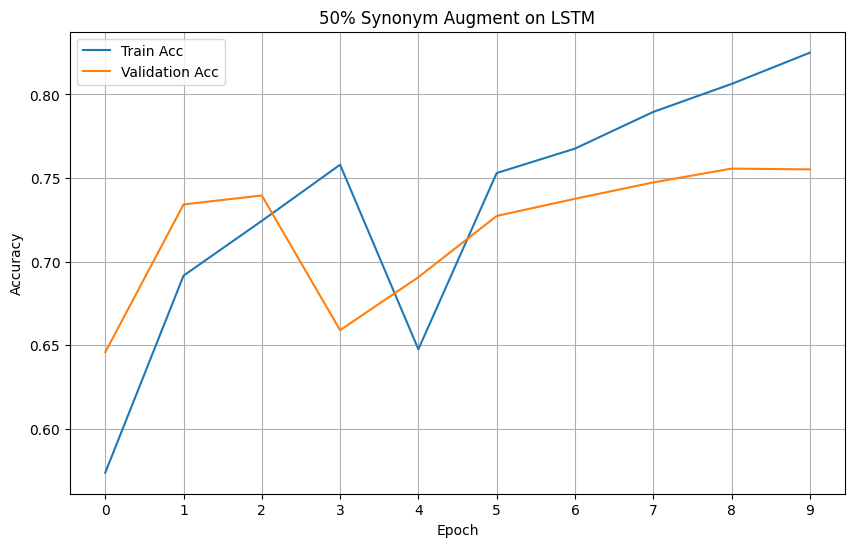 50% Synonym Augment on LSTM
Train Acc
Validation Acc
0.80
0.75
0.70
0.65
0.60
Accuracy
0 1 2 3 4 5 6 7 8 9
Epoch